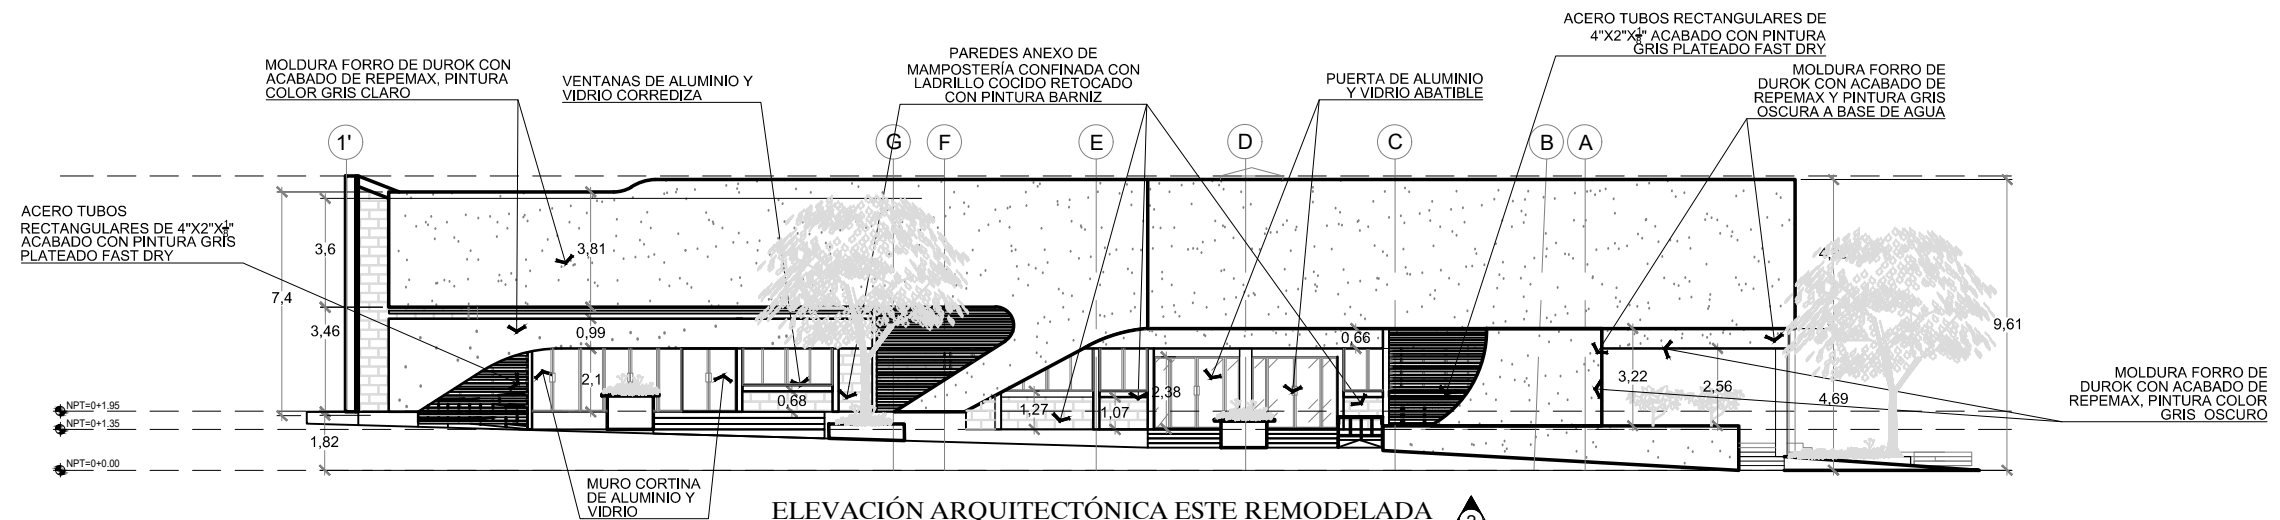 ACERO TUBOS RECTANGULARES DE
4"X2"X1/8" ACABADO CON PINTURA
GRIS PLATEADO FAST DRY
MOLDURA FORRO DE DUROK CON
ACABADO DE REPEMAX, PINTURA
COLOR GRIS CLARO
VENTANAS DE ALUMINIO Y
VIDRIO CORREDIZA
PAREDES ANEXO DE
MAMPOSTERÍA CONFINADA CON
LADRILLO COCIDO RETOCADO
CON PINTURA BARNÍZ
PUERTA DE ALUMINIO
Y VIDRIO ABATIBLE
MOLDURA FORRO DE
DUROK CON ACABADO DE
REPEMAX Y PINTURA GRIS
OSCURA A BASE DE AGUA
1'
G
F
E
D
C
B
A
ACERO TUBOS
RECTANGULARES DE 4"X2"X1/8"
ACABADO CON PINTURA GRIS
PLATEADO FAST DRY
3,6
3,81
7,4
3,46
0,99
0,66
9,61
2,1
0,68
1,27
1,07
2,38
3,22
2,56
4,69
MOLDURA FORRO DE
DUROK CON ACABADO DE
REPEMAX, PINTURA COLOR
GRIS OSCURO
NPT=0+1.95
NPT=0+1.35
1,82
NPT=0+0.00
MURO CORTINA
DE ALUMINIO Y
VIDRIO
ELEVACIÓN ARQUITECTÓNICA ESTE REMODELADA